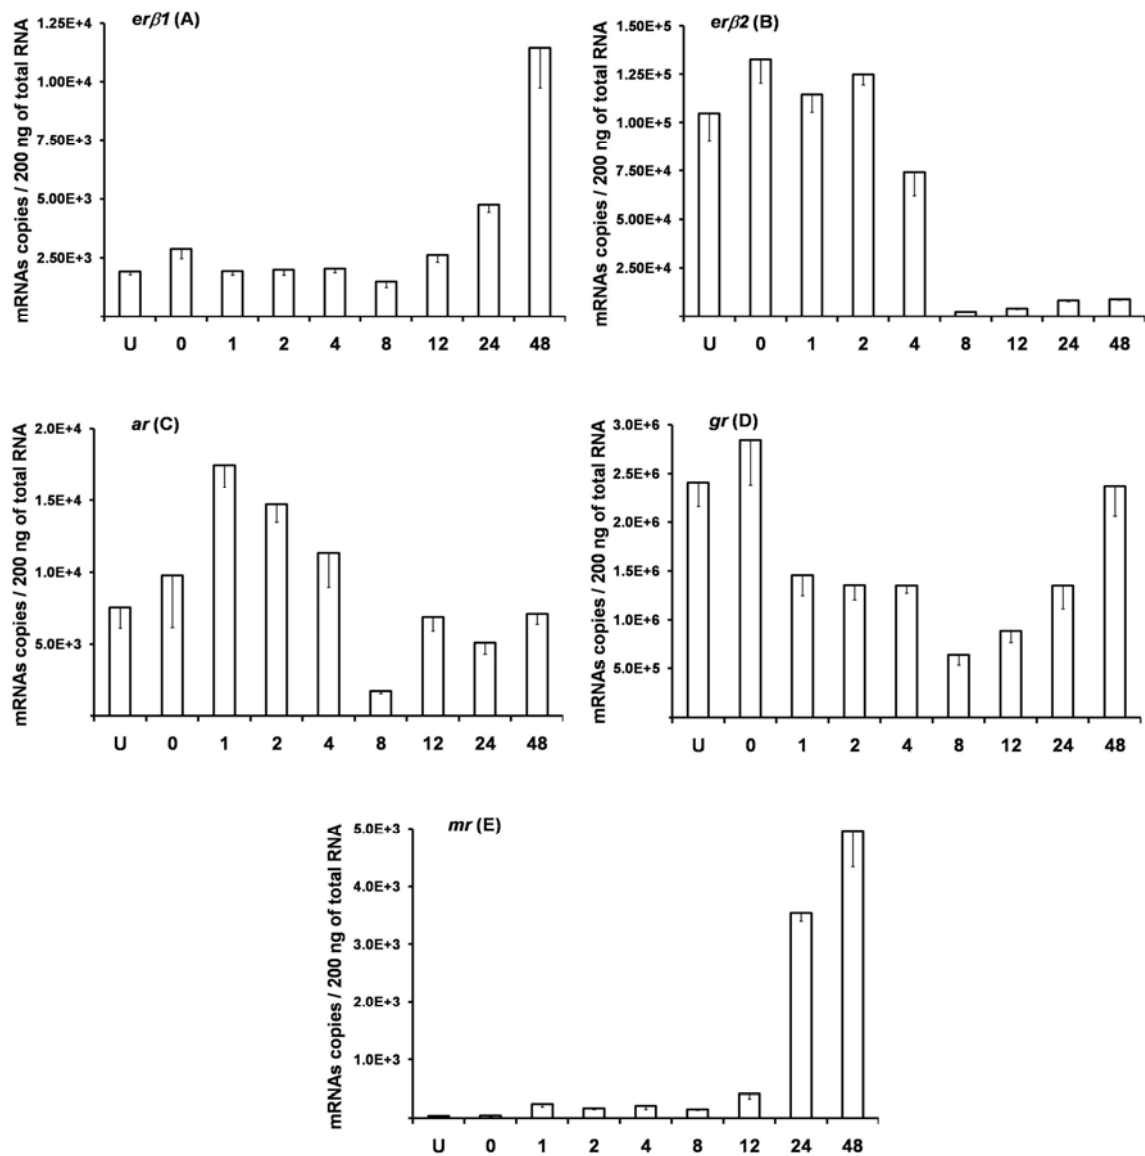 erβ1 (A)
mRNAs copies / 200 ng of total RNA
1.25E+4
1.00E+4
7.50E+3
5.00E+3
2.50E+3
U 0 1 2 4 8 12 24 48
erβ2 (B)
mRNAs copies / 200 ng of total RNA
1.50E+5
1.25E+5
1.00E+5
7.50E+4
5.00E+4
2.50E+4
U 0 1 2 4 8 12 24 48
ar (C)
mRNAs copies / 200 ng of total RNA
2.0E+4
1.5E+4
1.0E+4
5.0E+3
U 0 1 2 4 8 12 24 48
gr (D)
mRNAs copies / 200 ng of total RNA
3.0E+6
2.5E+6
2.0E+6
1.5E+6
1.0E+6
5.0E+5
U 0 1 2 4 8 12 24 48
mr (E)
mRNAs copies / 200 ng of total RNA
5.0E+3
4.0E+3
3.0E+3
2.0E+3
1.0E+3
U 0 1 2 4 8 12 24 48